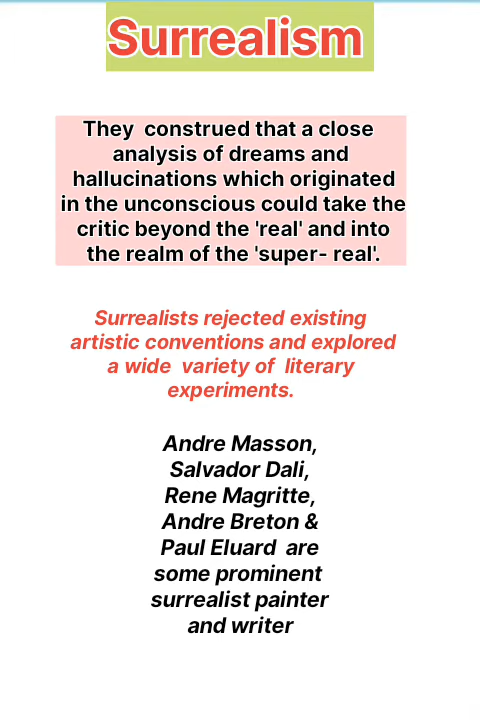 Surrealism
They construed that a close
analysis of dreams and
hallucinations which originated
in the unconscious could take the
critic beyond the 'real' and into
the realm of the 'super- real'.
Surrealists rejected existing
artistic conventions and explored
a wide variety of literary
experiments.
Andre Masson,
Salvador Dali,
Rene Magritte,
Andre Breton &
Paul Eluard are
some prominent
surrealist painter
and writer